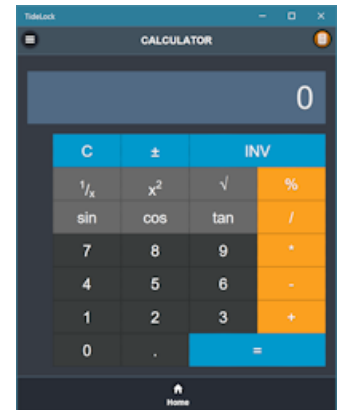 TideLock
CALCULATOR
0
C ± INV
1/x x² √ %
sin cos tan /
7 8 9 *
4 5 6 -
1 2 3 +
0 . =
Home